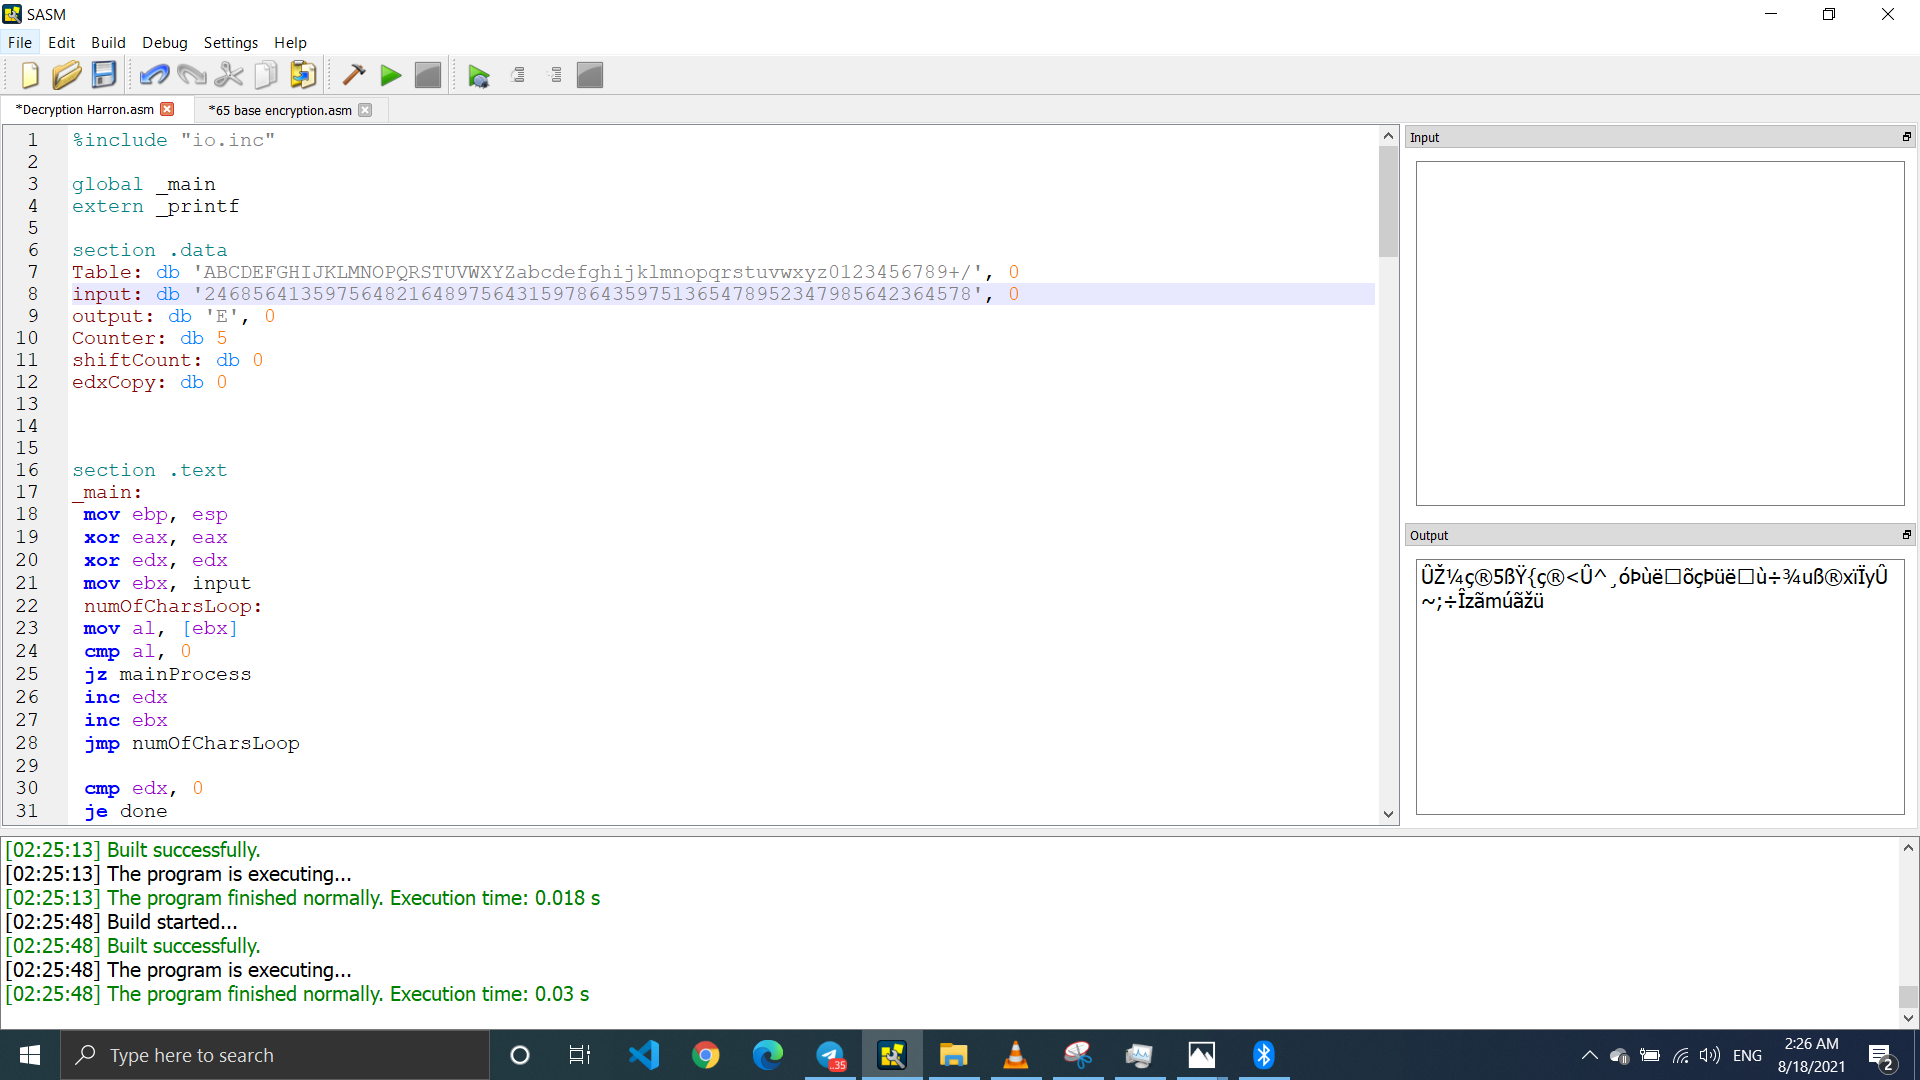 SASM
File Edit Build Debug Settings Help
*Decryption Harron.asm *65 base encryption.asm
1 %include "io.inc"
2
3 global _main
4 extern _printf
5
6 section .data
7 Table: db 'ABCDEFGHIJKLMNOPQRSTUVWXYZabcdefghijklmnopqrstuvwxyz0123456789+/', 0
8 input: db '2468564135975648216489756431597864359751365478952347985642364578', 0
9 output: db 'E', 0
10 Counter: db 5
11 shiftCount: db 0
12 edxCopy: db 0
13
14
15
16 section .text
17 _main:
18 mov ebp, esp
19 xor eax, eax
20 xor edx, edx
21 mov ebx, input
22 numOfCharsLoop:
23 mov al, [ebx]
24 cmp al, 0
25 jz mainProcess
26 inc edx
27 inc ebx
28 jmp numOfCharsLoop
29
30 cmp edx, 0
31 je done
Input
Output
ÛŽ¼ç®5ßŸ{ç®<Û^¸óÞùë□õçÞüë□ù÷¾uß®xïÏyÛ
~;÷Îzãmúãžü
[02:25:13] Built successfully.
[02:25:13] The program is executing...
[02:25:13] The program finished normally. Execution time: 0.018 s
[02:25:48] Build started...
[02:25:48] Built successfully.
[02:25:48] The program is executing...
[02:25:48] The program finished normally. Execution time: 0.03 s
Type here to search
35
ENG
2:26 AM
8/18/2021
2